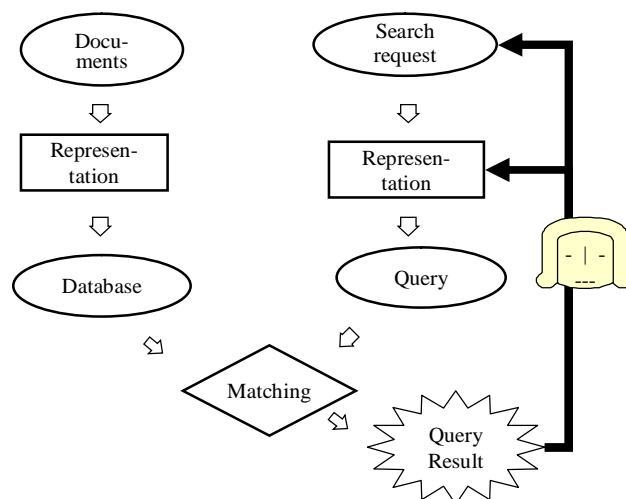 Docu-
ments
Search
request
Represen-
tation
Represen-
tation
Database
Query
Matching
Query
Result